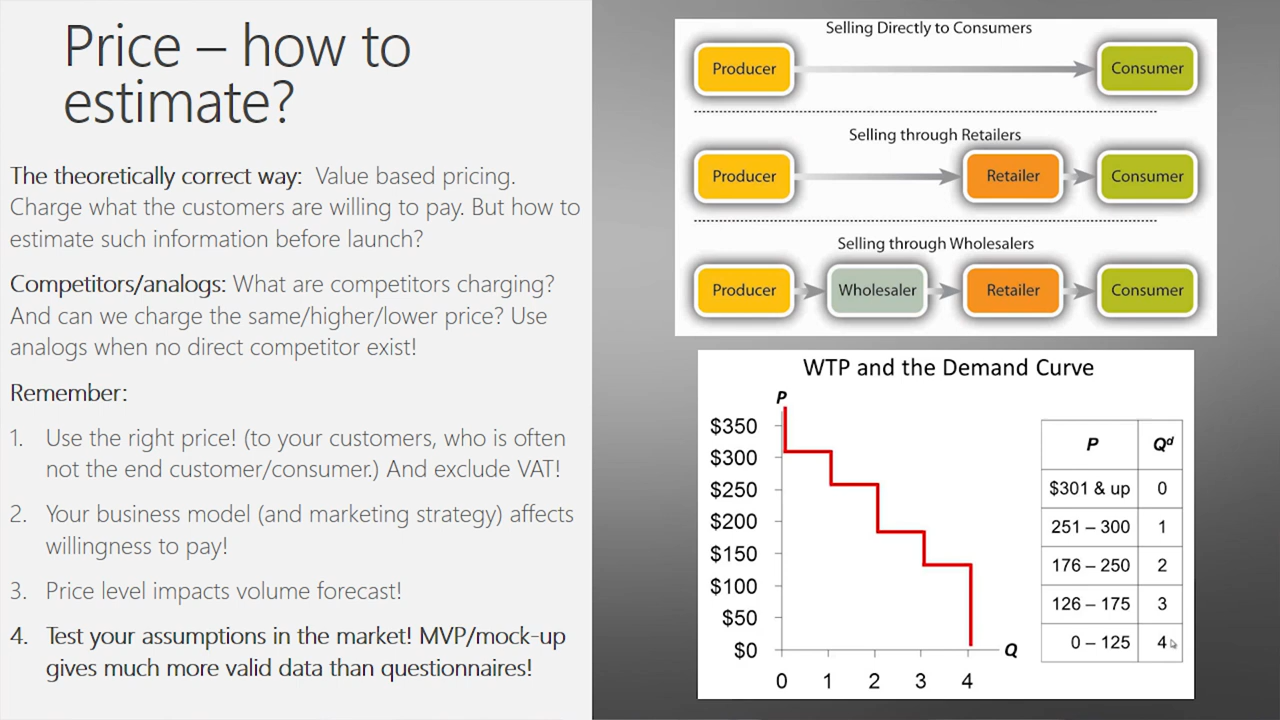 Price – how to
estimate?
The theoretically correct way: Value based pricing.
Charge what the customers are willing to pay. But how to
estimate such information before launch?
Competitors/analogs: What are competitors charging?
And can we charge the same/higher/lower price? Use
analogs when no direct competitor exist!
Remember:
1. Use the right price! (to your customers, who is often
not the end customer/consumer.) And exclude VAT!
2. Your business model (and marketing strategy) affects
willingness to pay!
3. Price level impacts volume forecast!
4. Test your assumptions in the market! MVP/mock-up
gives much more valid data than questionnaires!
Selling Directly to Consumers
Producer Consumer
Selling through Retailers
Producer Retailer Consumer
Selling through Wholesalers
Producer Wholesaler Retailer Consumer
WTP and the Demand Curve
P
$350
$300
$250
$200
$150
$100
$50
$0
Q
0 1 2 3 4
P Qd
$301 & up 0
251 – 300 1
176 – 250 2
126 – 175 3
0 – 125 4